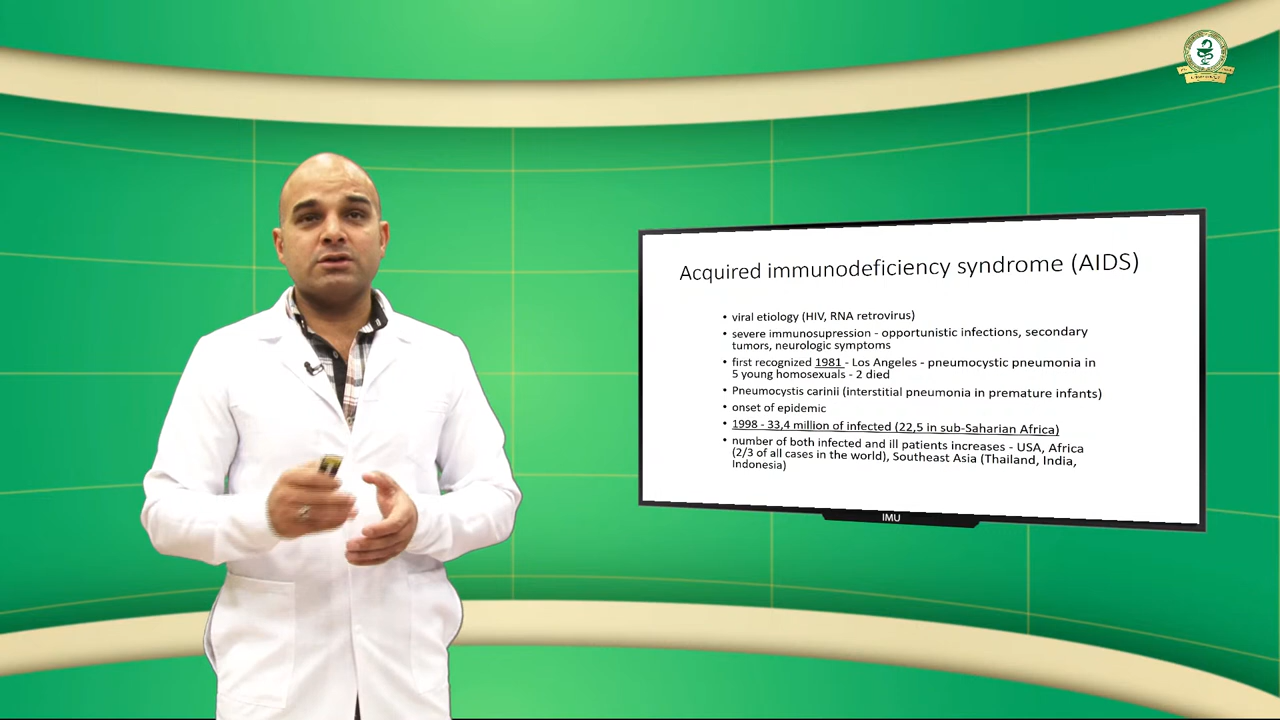 Acquired immunodeficiency syndrome (AIDS)
• viral etiology (HIV, RNA retrovirus)
• severe immunosupression - opportunistic infections, secondary
tumors, neurologic symptoms
• first recognized 1981 - Los Angeles - pneumocystic pneumonia in
5 young homosexuals - 2 died
• Pneumocystis carinii (interstitial pneumonia in premature infants)
• onset of epidemic
• 1998 - 33,4 million of infected (22,5 in sub-Saharian Africa)
• number of both infected and ill patients increases - USA, Africa
(2/3 of all cases in the world), Southeast Asia (Thailand, India,
Indonesia)
IMU